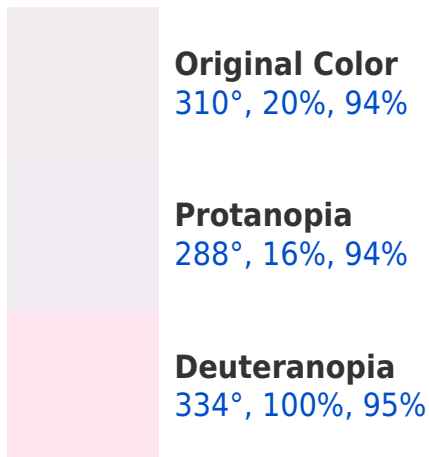 Original Color
310°, 20%, 94%
Protanopia
288°, 16%, 94%
Deuteranopia
334°, 100%, 95%